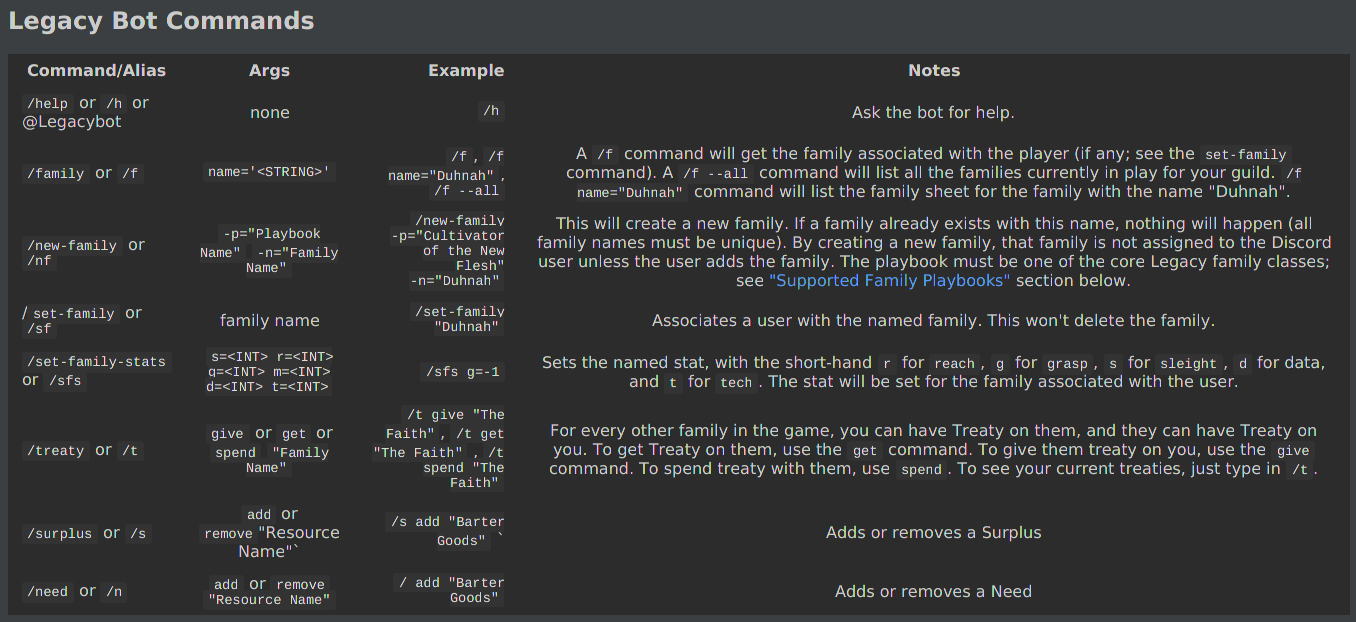 Legacy Bot Commands
Command/Alias Args Example Notes
/help or /h or
@Legacybot
none
/h
Ask the bot for help.
/family or /f
name='<STRING>'
/f , /f
name="Duhnah" ,
/f --all
A /f command will get the family associated with the player (if any; see the set-family
command). A /f --all command will list all the families currently in play for your guild. /f
name="Duhnah" command will list the family sheet for the family with the name "Duhnah".
/new-family or
/nf
-p="Playbook
Name" -n="Family
Name"
/new-family
-p="Cultivator
of the New
Flesh"
-n="Duhnah"
This will create a new family. If a family already exists with this name, nothing will happen (all
family names must be unique). By creating a new family, that family is not assigned to the Discord
user unless the user adds the family. The playbook must be one of the core Legacy family classes;
see "Supported Family Playbooks" section below.
/ set-family or
/sf
family name
/set-family
"Duhnah"
Associates a user with the named family. This won't delete the family.
/set-family-stats
or /sfs
s=<INT> r=<INT>
g=<INT> m=<INT>
d=<INT> t=<INT>
/sfs g=-1
Sets the named stat, with the short-hand r for reach , g for grasp , s for sleight , d for data,
and t for tech . The stat will be set for the family associated with the user.
/treaty or /t
give or get or
spend "Family
Name"
/t give "The
Faith" , /t get
"The Faith" , /t
spend "The
Faith"
For every other family in the game, you can have Treaty on them, and they can have Treaty on
you. To get Treaty on them, use the get command. To give them treaty on you, use the give
command. To spend treaty with them, use spend . To see your current treaties, just type in /t .
/surplus or /s
add or
remove "Resource
Name"`
/s add "Barter
Goods" `
Adds or removes a Surplus
/need or /n
add or remove
"Resource Name"
/ add "Barter
Goods"
Adds or removes a Need